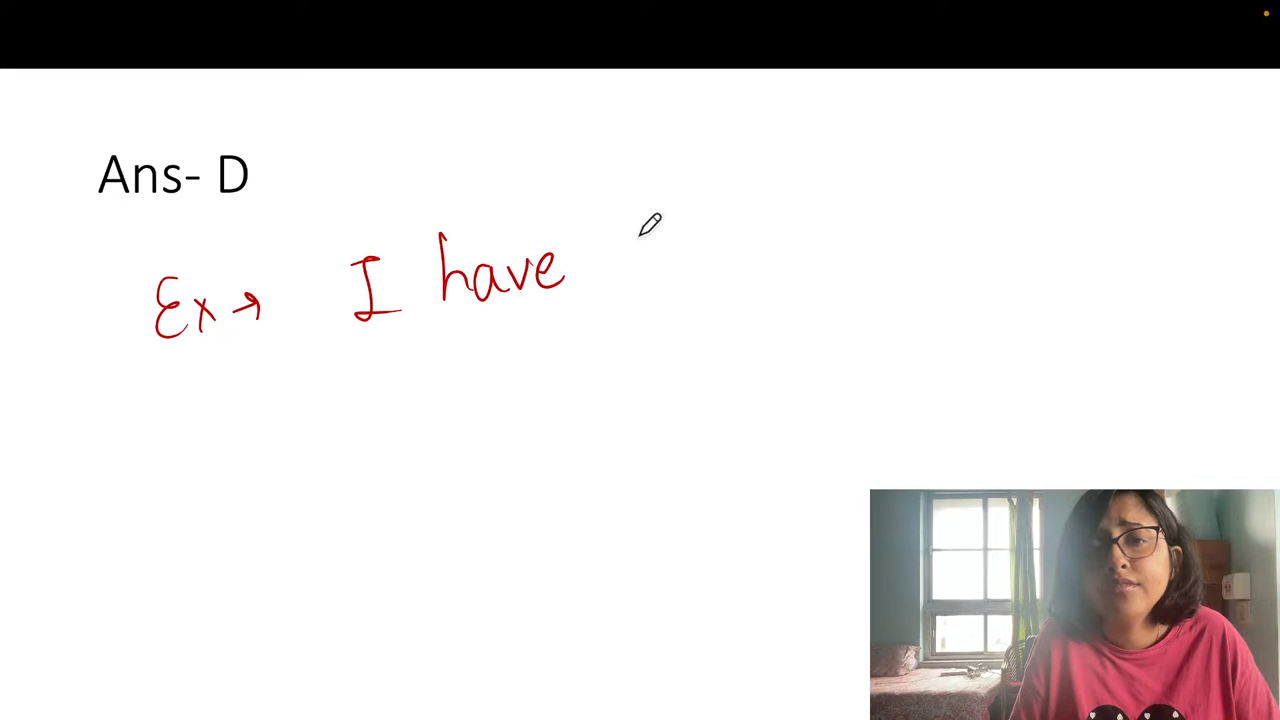 Ans- D
Ex → I have